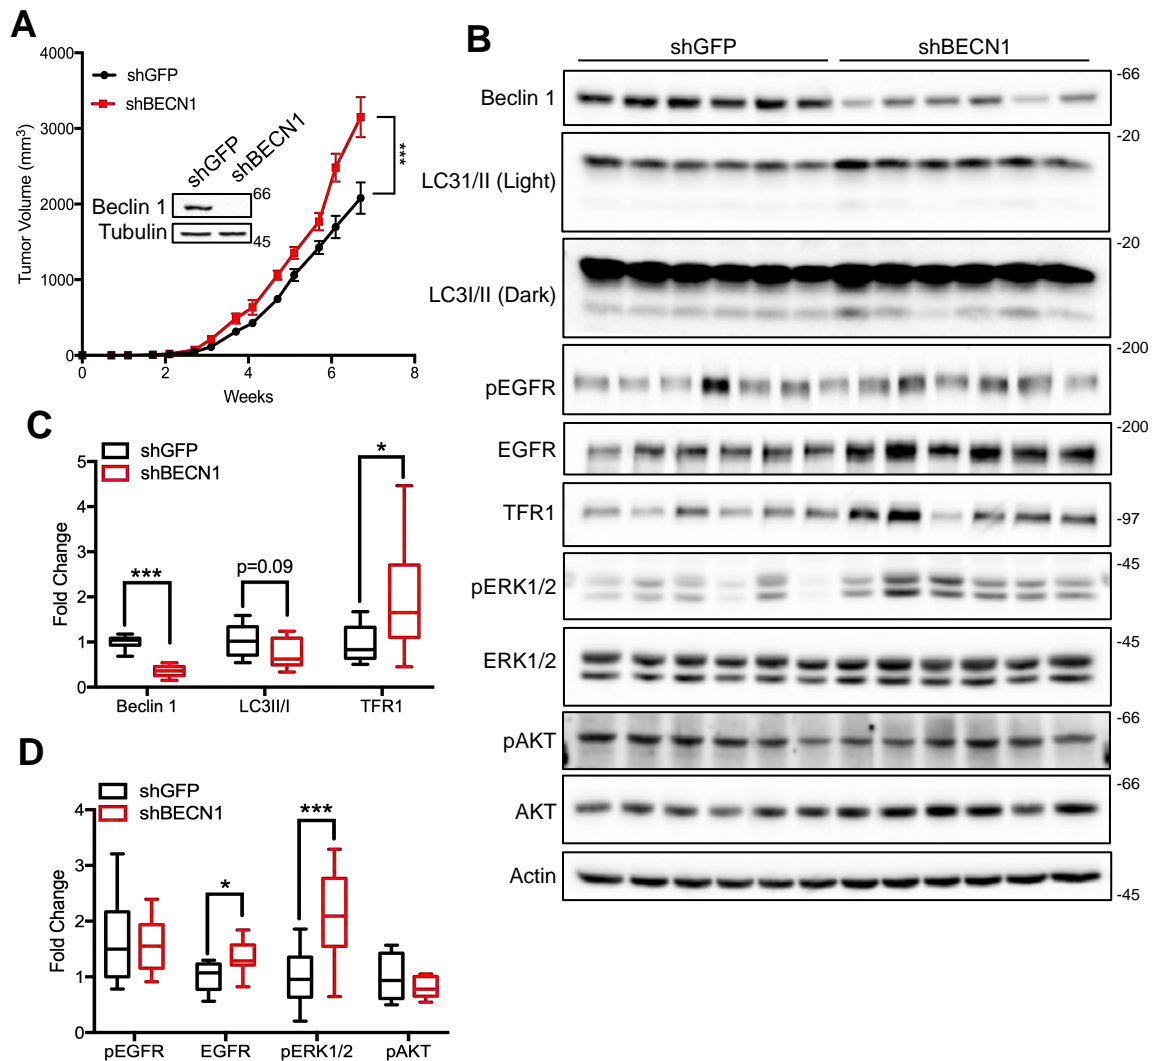 A
4000
3000
2000
1000
0
Tumor Volume (mm³)
shGFP
shBECN1
***
shGFP
shBECN1
Beclin 1
66
Tubulin
45
0
2
4
6
8
Weeks
B
shGFP
shBECN1
Beclin 1
-66
LC31/II (Light)
-20
LC3I/II (Dark)
-20
pEGFR
-200
EGFR
-200
TFR1
-97
pERK1/2
-45
ERK1/2
-45
pAKT
-66
AKT
-66
Actin
-45
C
shGFP
shBECN1
5
4
3
2
1
0
Fold Change
***
p=0.09
*
Beclin 1
LC3II/I
TFR1
D
shGFP
shBECN1
4
3
2
1
0
Fold Change
*
***
pEGFR
EGFR
pERK1/2
pAKT